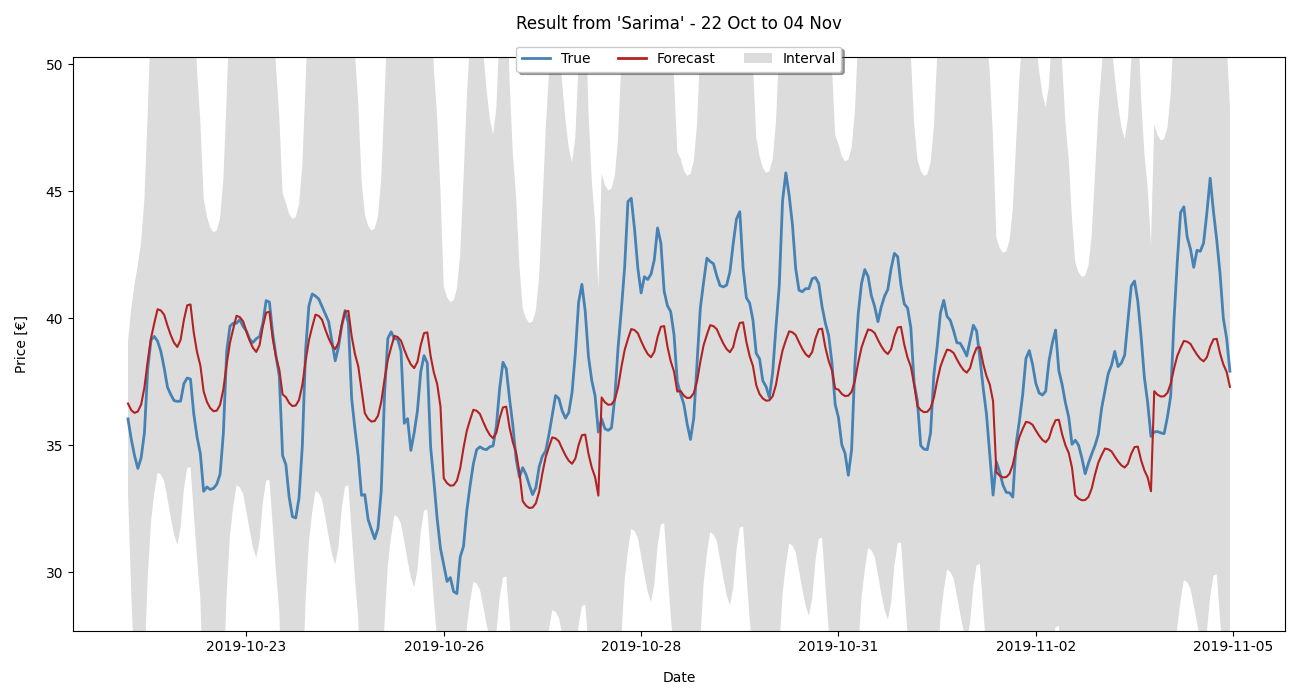 Result from 'Sarima' - 22 Oct to 04 Nov
True Forecast Interval
50
45
40
35
30
Price [€]
2019-10-23 2019-10-26 2019-10-28 2019-10-31 2019-11-02 2019-11-05
Date